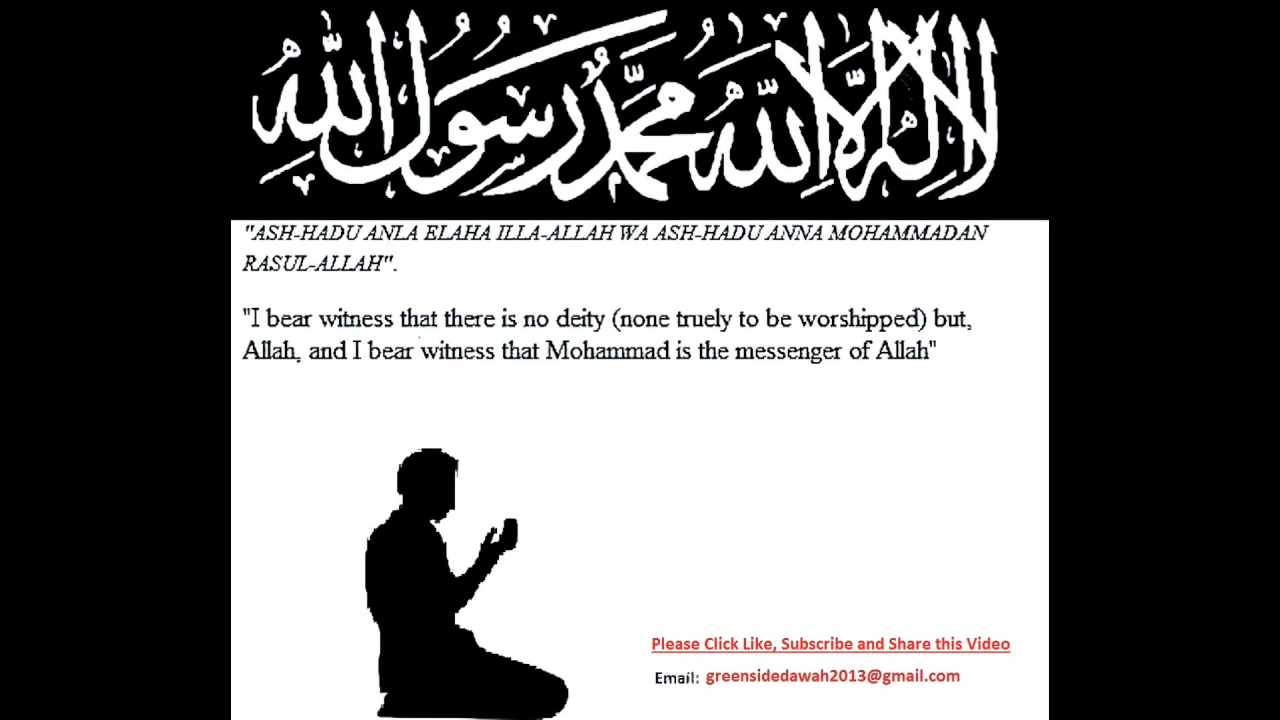 لا إله إلا الله محمد رسول الله
"ASH-HADU ANLA ELAHA ILLA-ALLAH WA ASH-HADU ANNA MOHAMMADAN
RASUL-ALLAH".
"I bear witness that there is no deity (none truely to be worshipped) but,
Allah, and I bear witness that Mohammad is the messenger of Allah"
Please Click Like, Subscribe and Share this Video
Email: greensidedawah2013@gmail.com